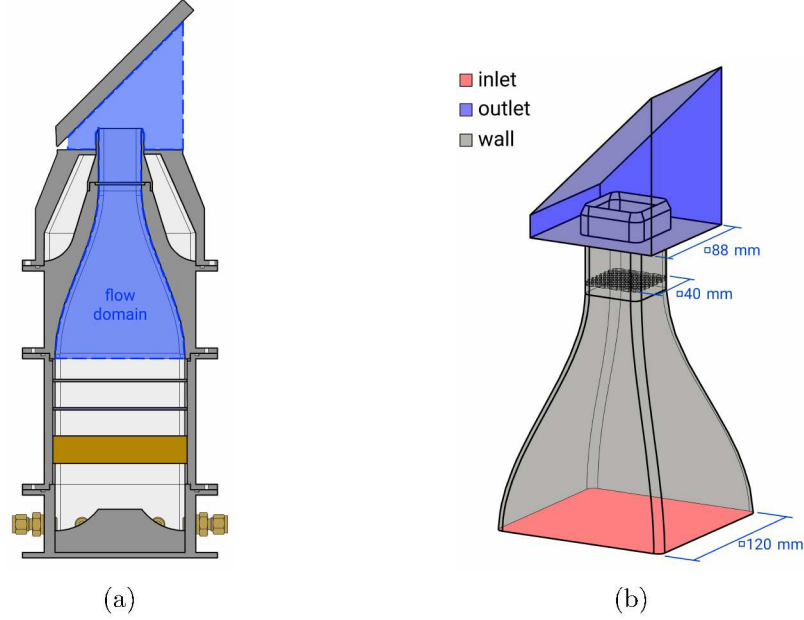 flow
domain
inlet
outlet
wall
□88 mm
□40 mm
□120 mm
(a)
(b)